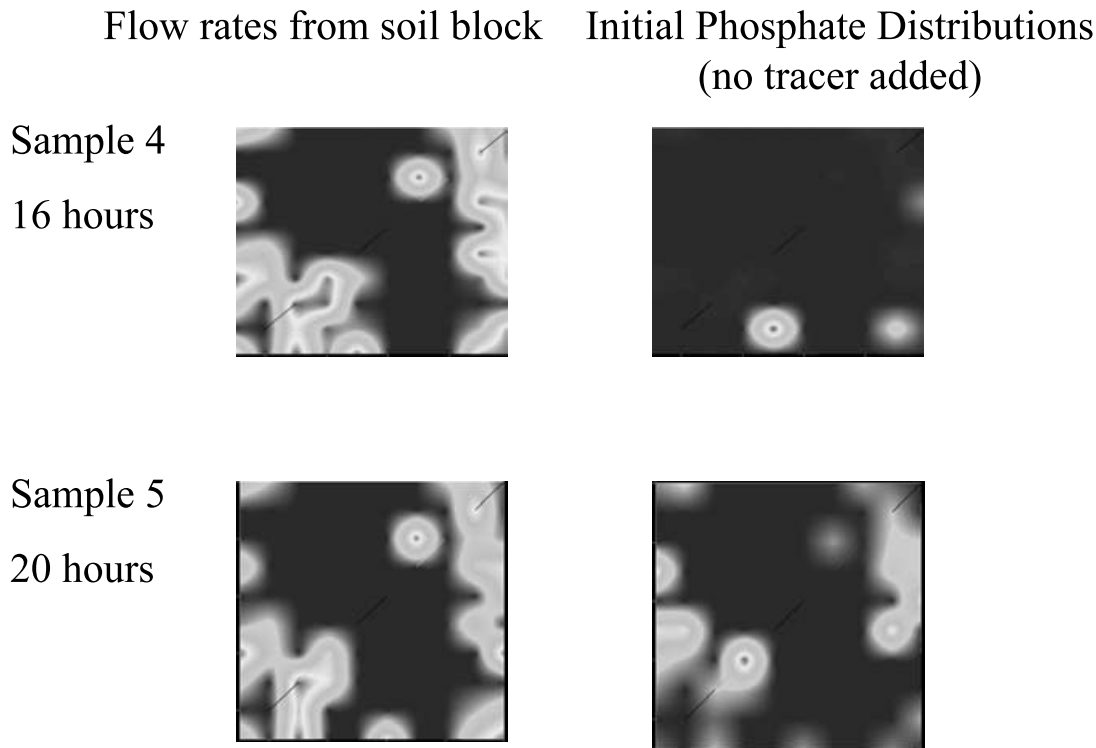 Flow rates from soil block
Initial Phosphate Distributions
(no tracer added)
Sample 4
16 hours
Sample 5
20 hours